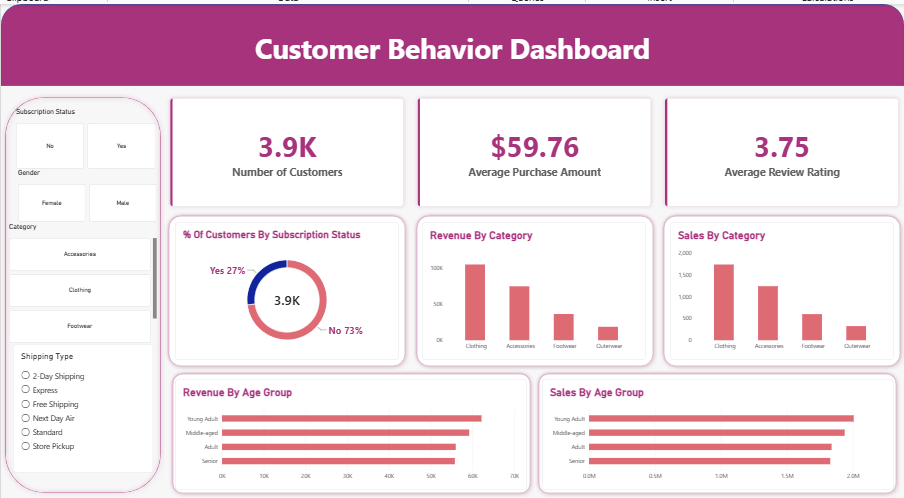 Customer Behavior Dashboard
Subscription Status
No
Yes
Gender
Female
Male
Category
Accessories
Clothing
Footwear
Shipping Type
2-Day Shipping
Express
Free Shipping
Next Day Air
Standard
Store Pickup
3.9K
Number of Customers
$59.76
Average Purchase Amount
3.75
Average Review Rating
% Of Customers By Subscription Status
Yes 27%
3.9K
No 73%
Revenue By Category
100K
50K
0K
Clothing Accessories Footwear Outerwear
Sales By Category
2,000
1,500
1,000
500
0
Clothing Accessories Footwear Outerwear
Revenue By Age Group
Young Adult
Middle-aged
Adult
Senior
0K 10K 20K 30K 40K 50K 60K 70K
Sales By Age Group
Young Adult
Middle-aged
Adult
Senior
0.0M 0.5M 1.0M 1.5M 2.0M